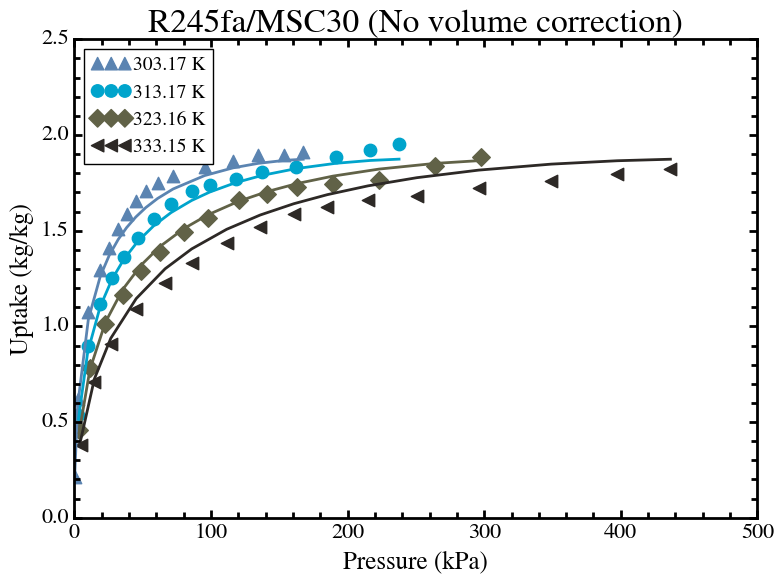 R245fa/MSC30 (No volume correction)
2.5
303.17 K
313.17 K
323.16 K
333.15 K
2.0
1.5
1.0
0.5
0.0
Uptake (kg/kg)
0 100 200 300 400 500
Pressure (kPa)